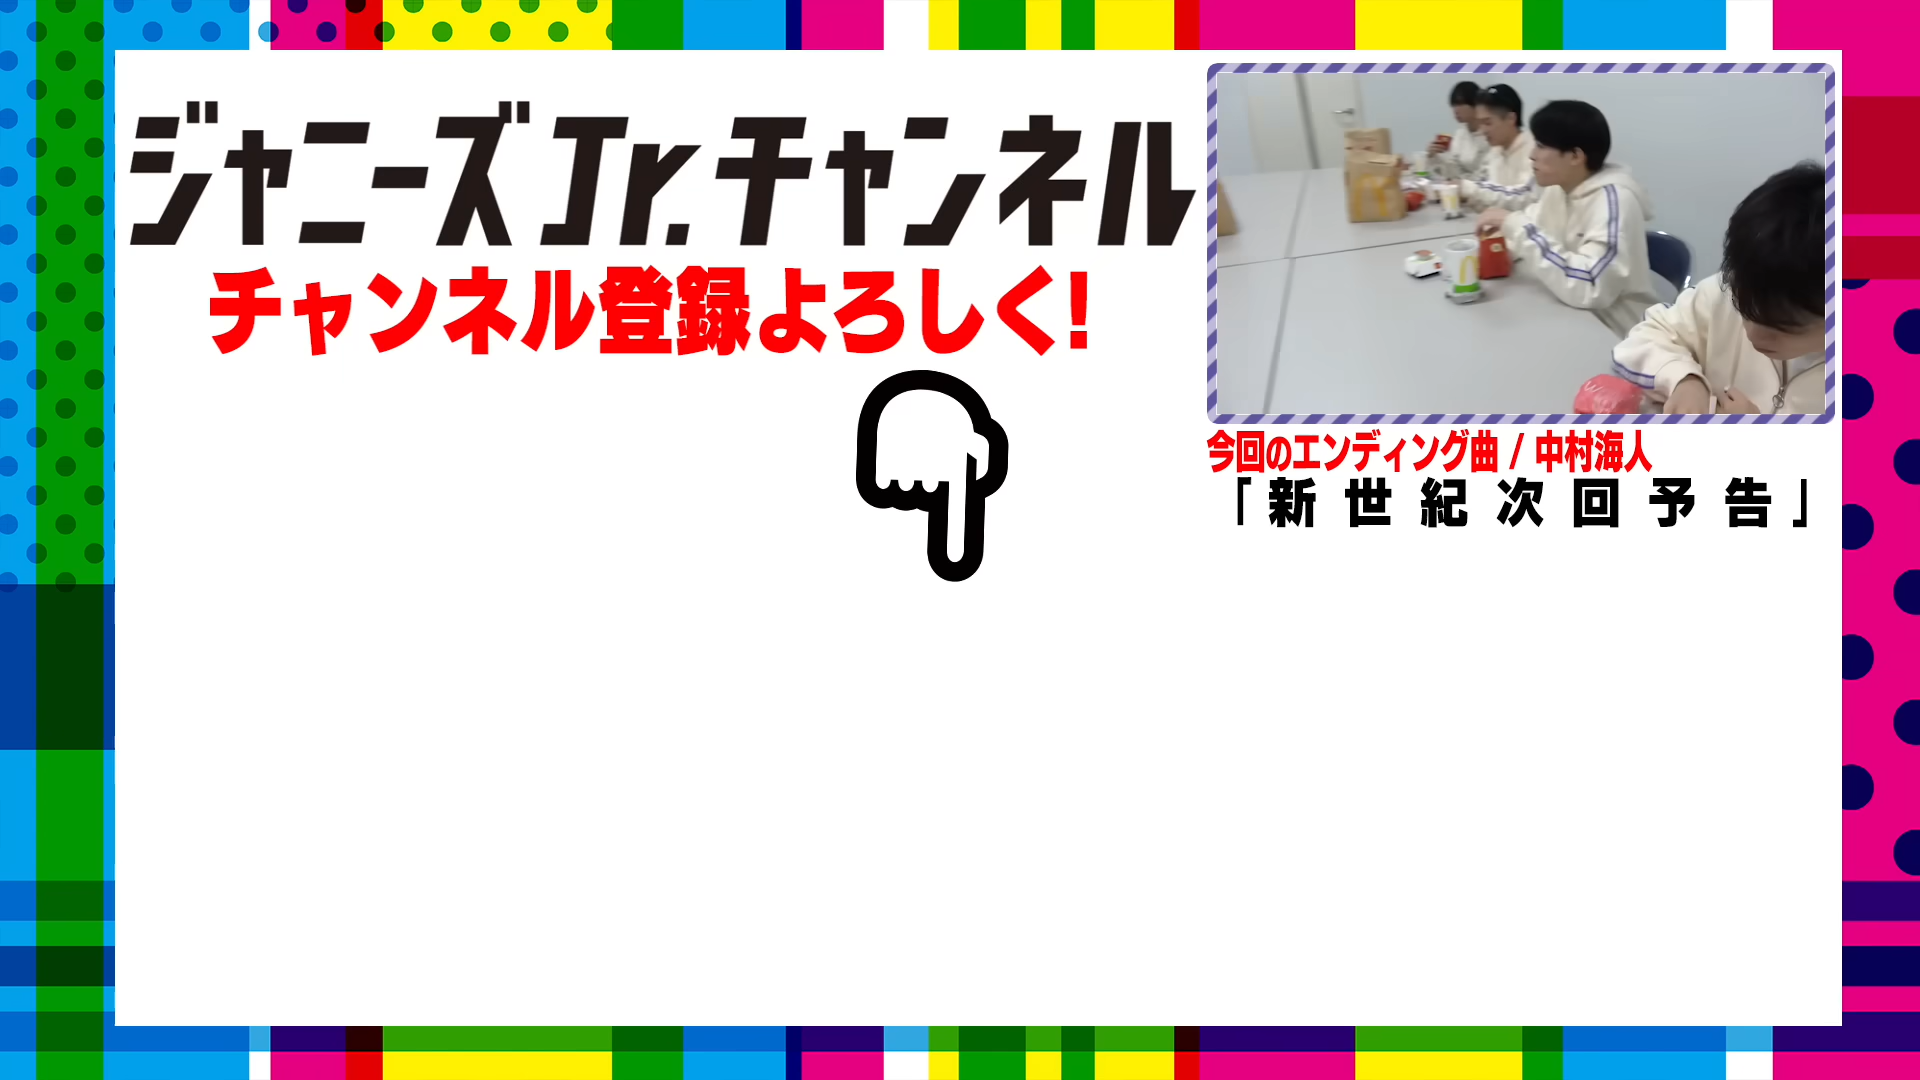 ジャニーズJr.チャンネル
チャンネル登録よろしく!
今回のエンディング曲 / 中村海人
「新世紀次回予告」